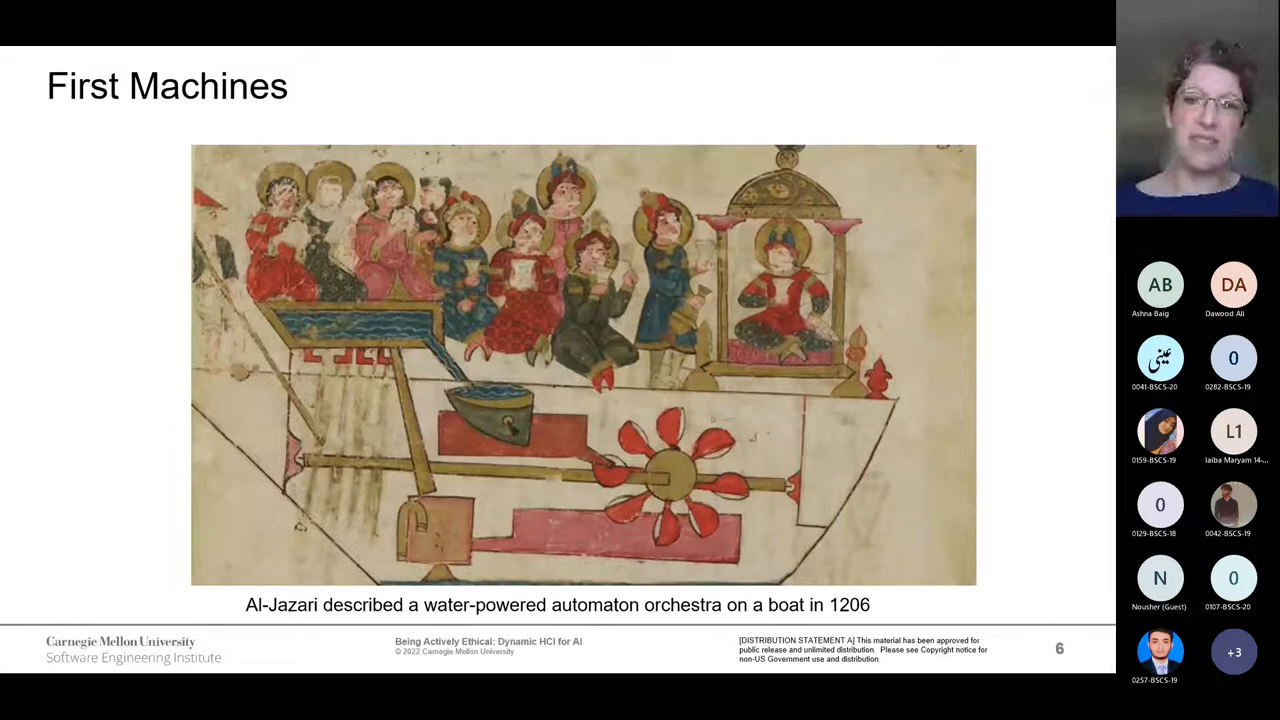 First Machines
Al-Jazari described a water-powered automaton orchestra on a boat in 1206
Carnegie Mellon University
Software Engineering Institute
Being Actively Ethical: Dynamic HCI for AI
© 2022 Carnegie Mellon University
[DISTRIBUTION STATEMENT A] This material has been approved for
public release and unlimited distribution. Please see Copyright notice for
non-US Government use and distribution.
6
AB
Ashna Baig
DA
Dawood Ali
عینی
0041-BSCS-20
0
0282-BSCS-19
0159-BSCS-19
L1
laiba Maryam 14-...
0
0129-BSCS-18
0042-BSCS-19
N
Nousher (Guest)
0
0107-BSCS-20
0257-BSCS-19
+3